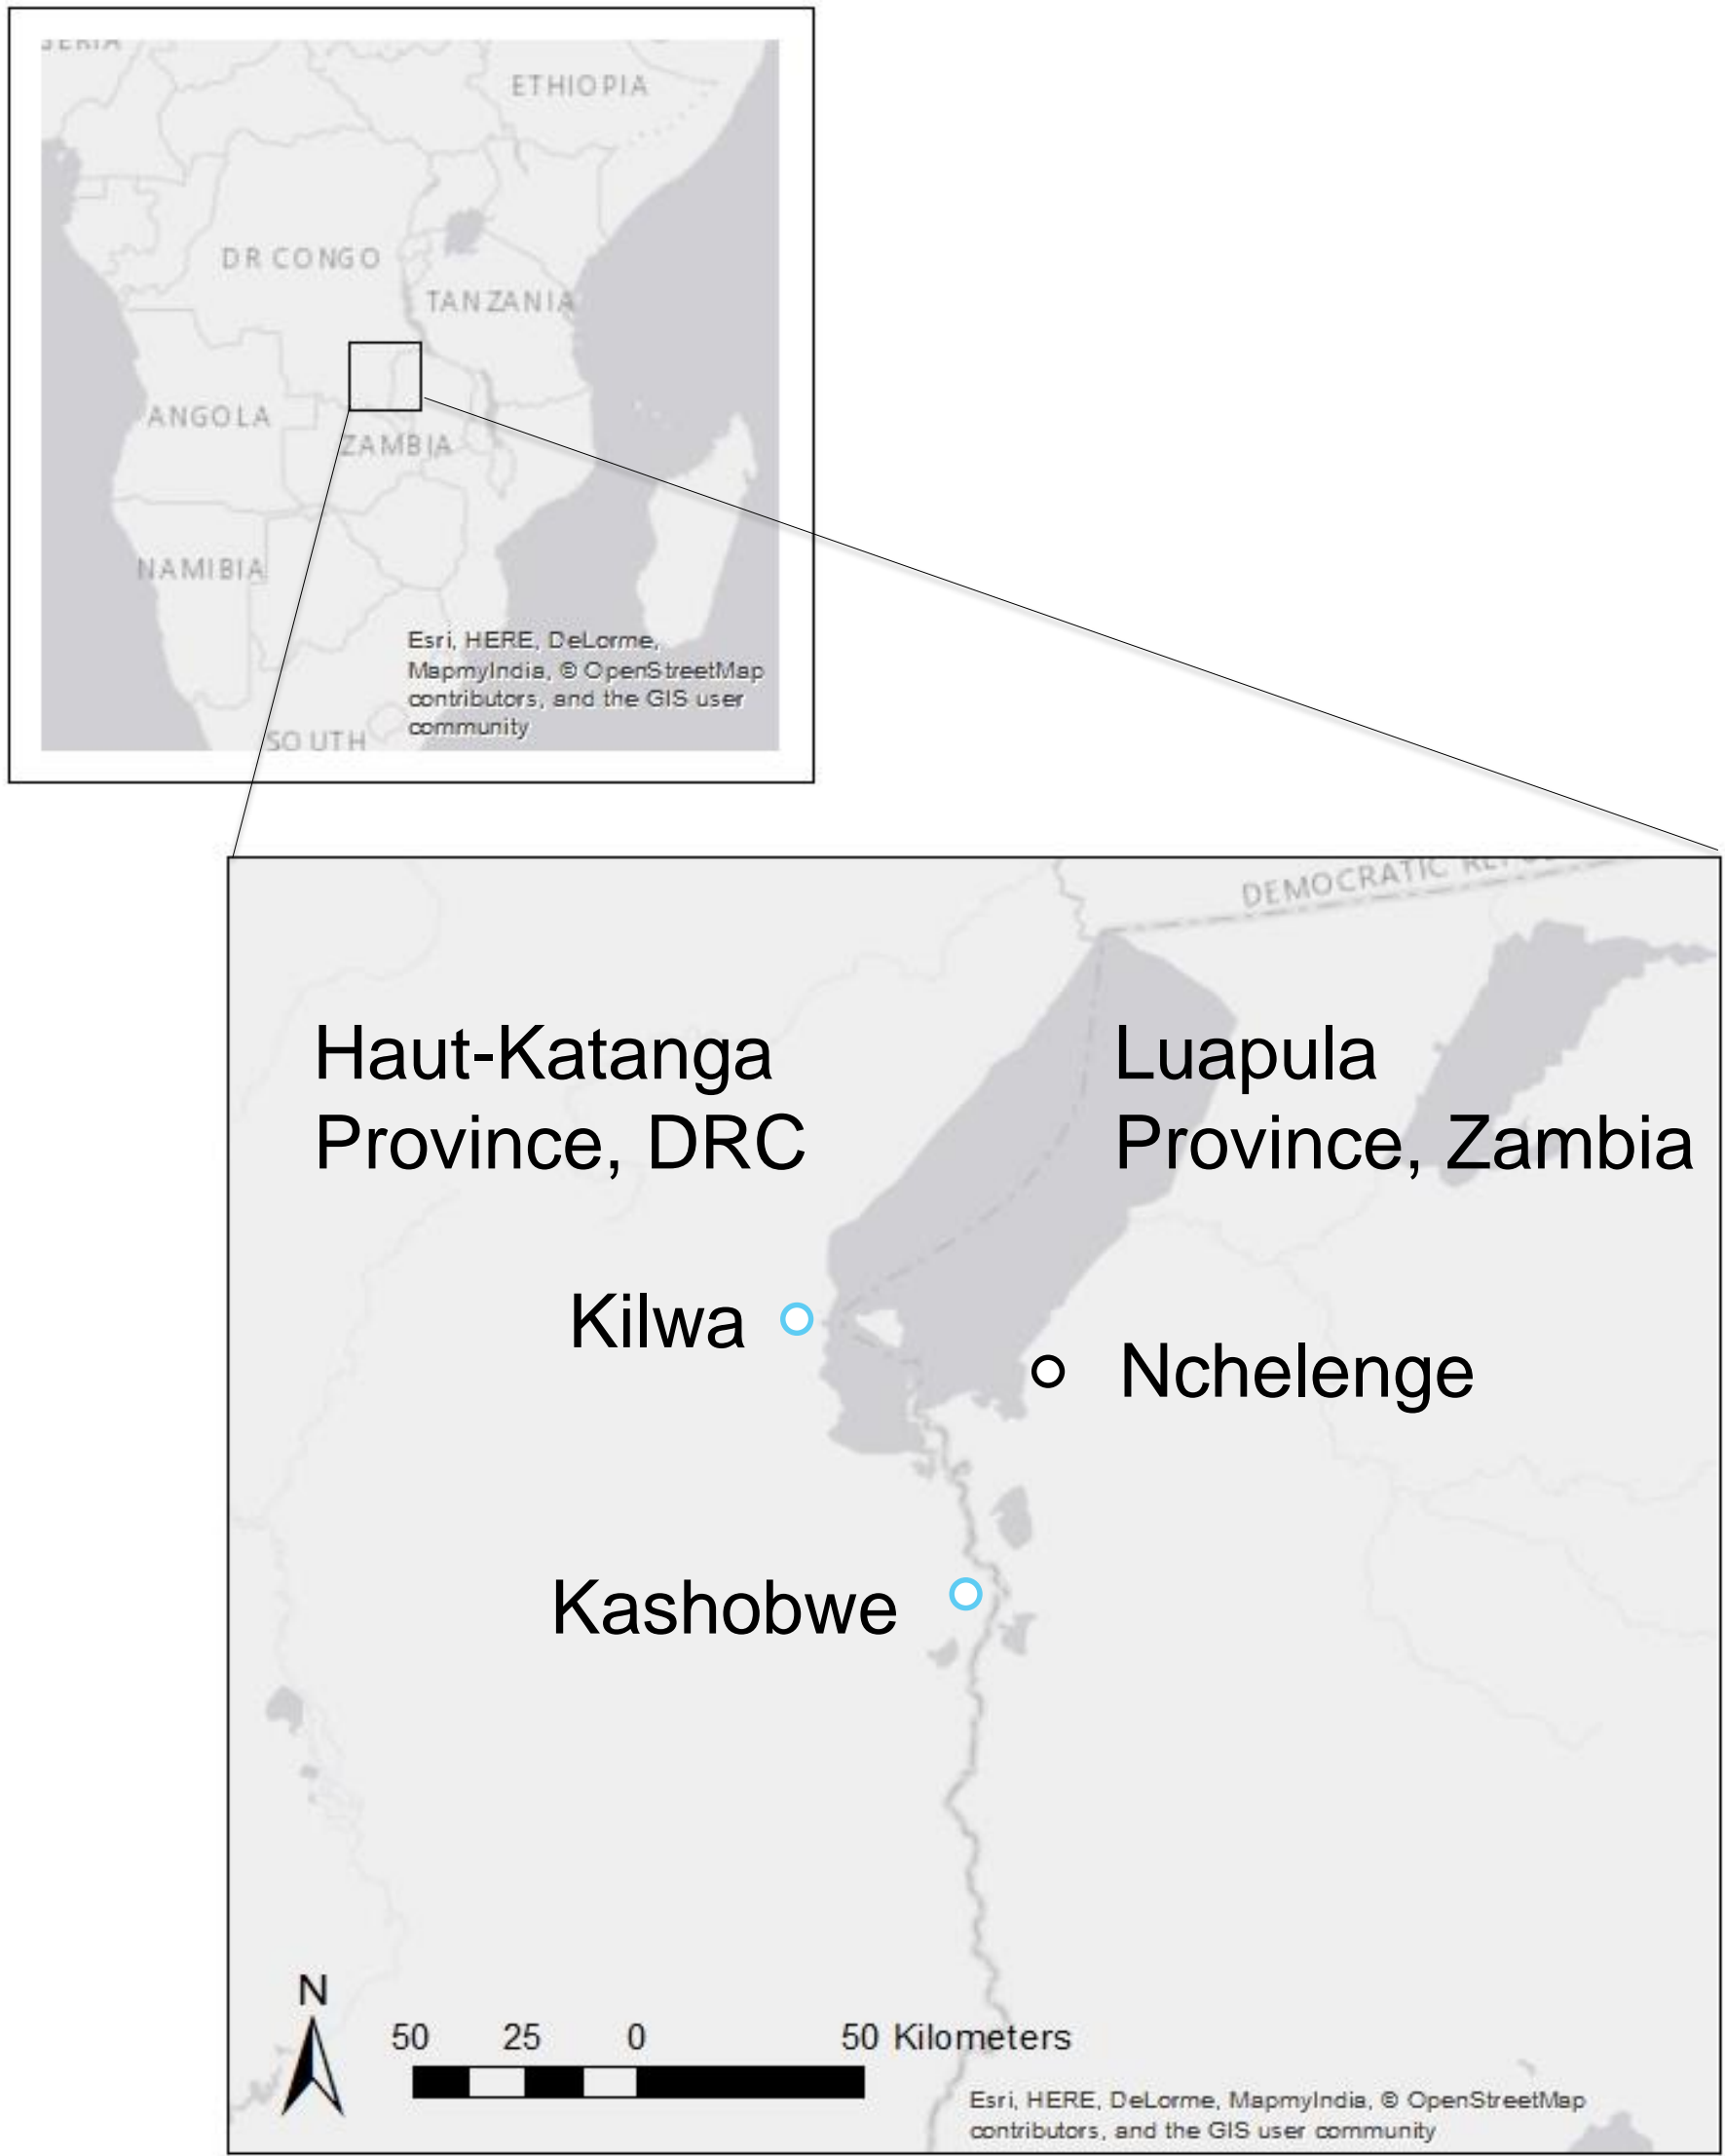 ETHIOPIA
DR CONGO
TANZANIA
ANGOLA
ZAMBIA
NAMIBIA
Esri, HERE, DeLorme,
MapmyIndia, © OpenStreetMap
contributors, and the GIS user
community
SOUTH
DEMOCRATIC
Haut-Katanga
Province, DRC
Luapula
Province, Zambia
Kilwa
Nchelenge
Kashobwe
N
50 25 0 50 Kilometers
Esri, HERE, DeLorme, MapmyIndia, © OpenStreetMap
contributors, and the GIS user community